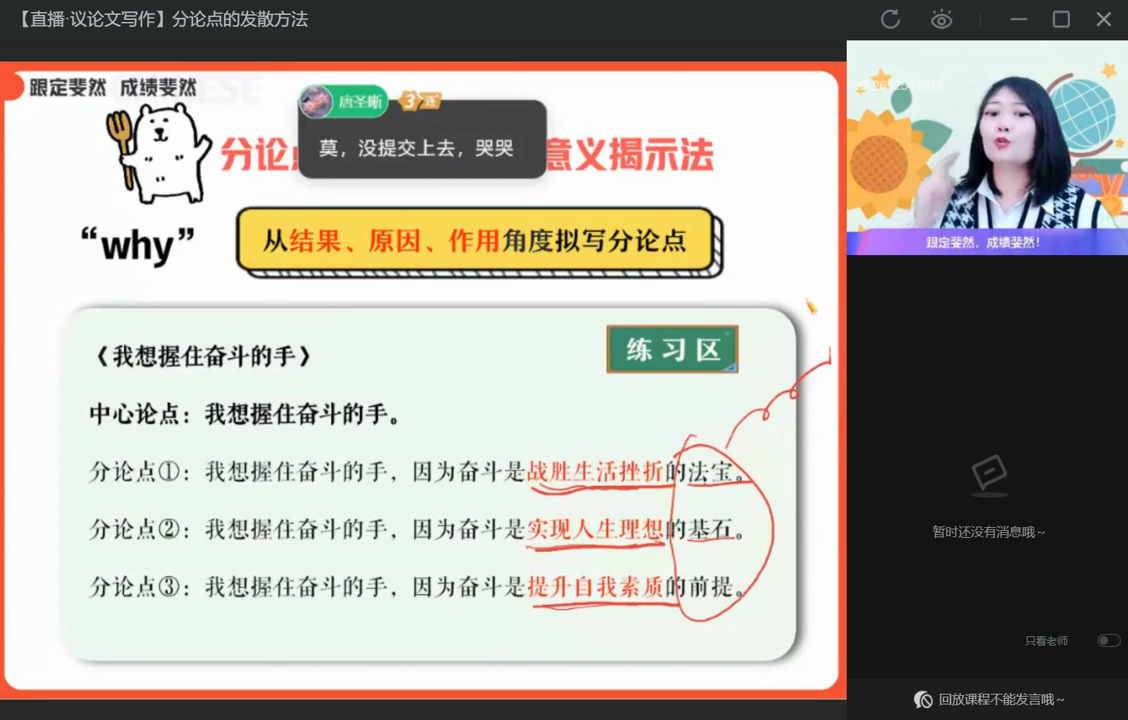 【直播·议论文写作】分论点的发散方法
跟定斐然 成绩斐然
唐圣晰 3连
莫，没提交上去，哭哭
分论 意义揭示法
“why”
从结果、原因、作用角度拟写分论点
《我想握住奋斗的手》
练习区
中心论点：我想握住奋斗的手。
分论点①：我想握住奋斗的手，因为奋斗是战胜生活挫折的法宝。
分论点②：我想握住奋斗的手，因为奋斗是实现人生理想的基石。
分论点③：我想握住奋斗的手，因为奋斗是提升自我素质的前提。
跟定斐然，成绩斐然！
暂时还没有消息哦～
只看老师
回放课程不能发言哦～